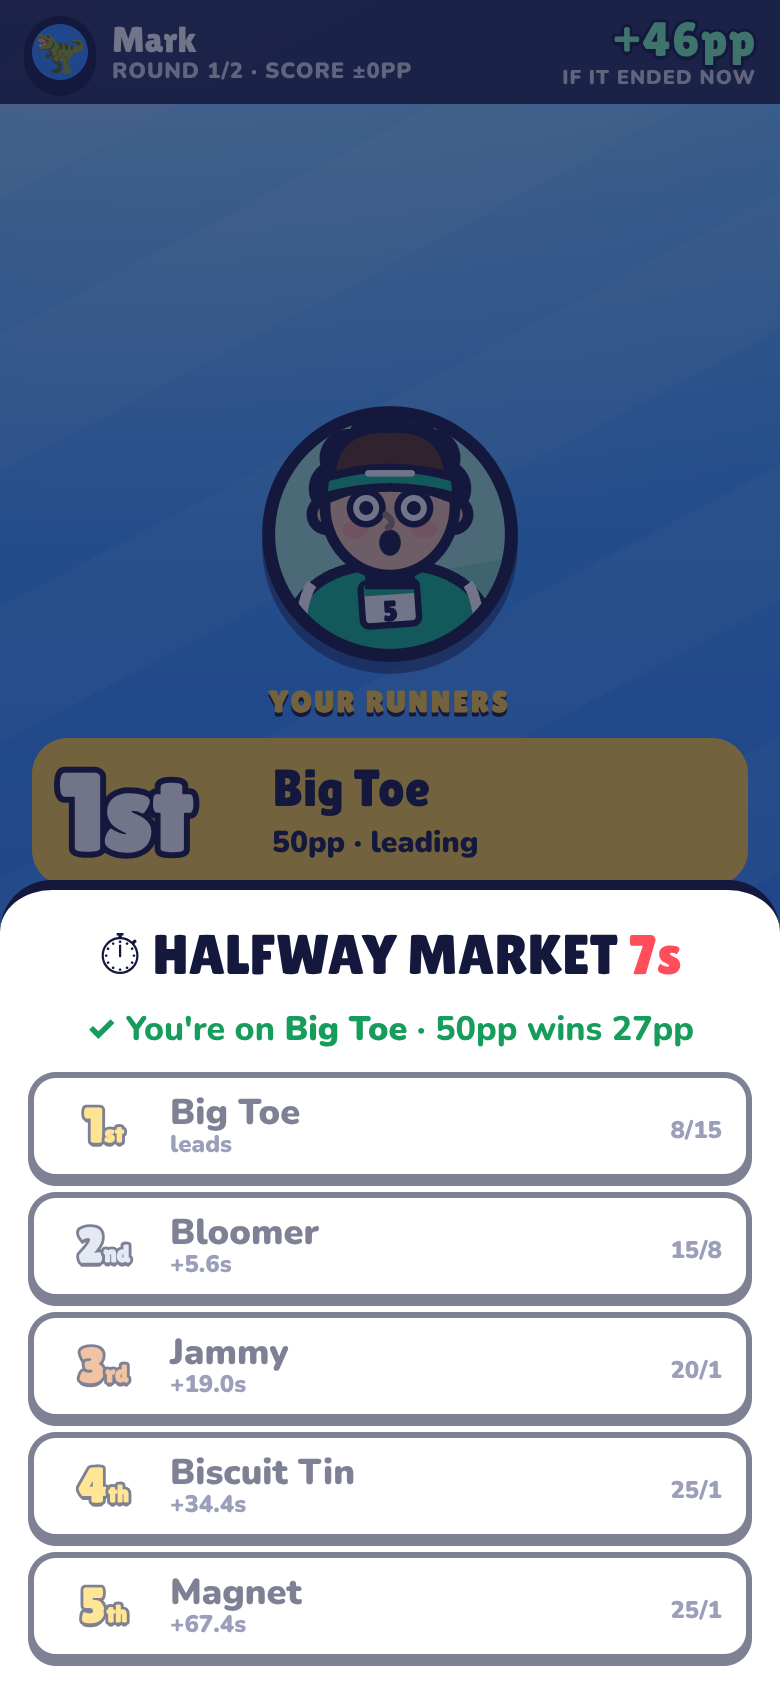 Mark
ROUND 1/2 · SCORE ±0PP
+46pp
IF IT ENDED NOW
5
YOUR RUNNERS
1st
Big Toe
50pp · leading
⏱ HALFWAY MARKET 7s
✓ You're on Big Toe · 50pp wins 27pp
1st
Big Toe
leads
8/15
2nd
Bloomer
+5.6s
15/8
3rd
Jammy
+19.0s
20/1
4th
Biscuit Tin
+34.4s
25/1
5th
Magnet
+67.4s
25/1